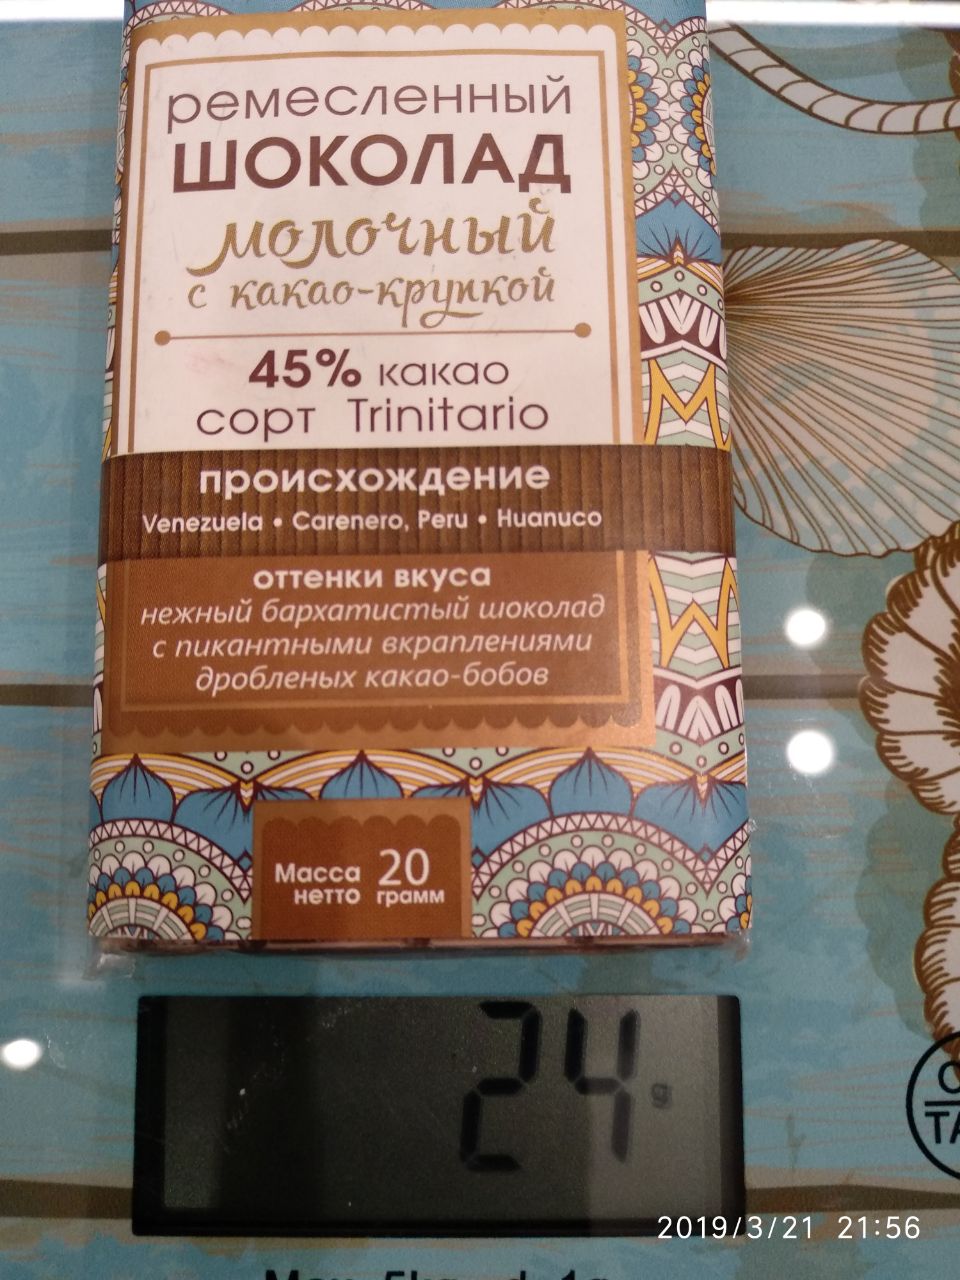 ремесленный
ШОКОЛАД
молочный
с какао-крупкой
45% какао
сорт Trinitario
происхождение
Venezuela • Carenero, Peru • Huanuco
оттенки вкуса
нежный бархатистый шоколад
с пикантными вкраплениями
дробленых какао-бобов
Масса нетто 20 грамм
24 g
2019/3/21 21:56